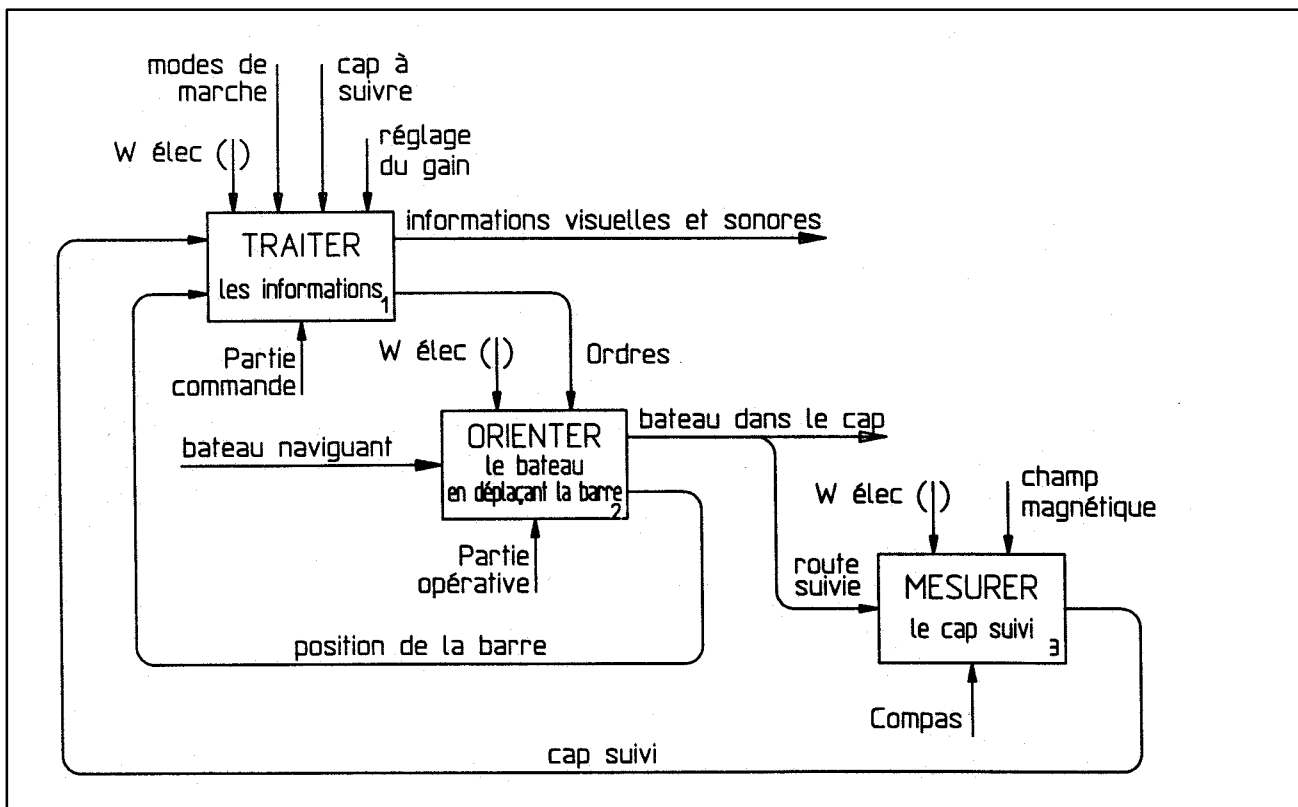 modes de
marche
cap à
suivre
W élec ( )
réglage
du gain
informations visuelles et sonores
TRAITER
les informations
1
Partie
commande
W élec ( )
Ordres
bateau naviguant
ORIENTER
le bateau
en déplaçant la barre
2
bateau dans le cap
Partie
opérative
W élec ( )
champ
magnétique
route
suivie
MESURER
le cap suivi
3
position de la barre
Compas
cap suivi